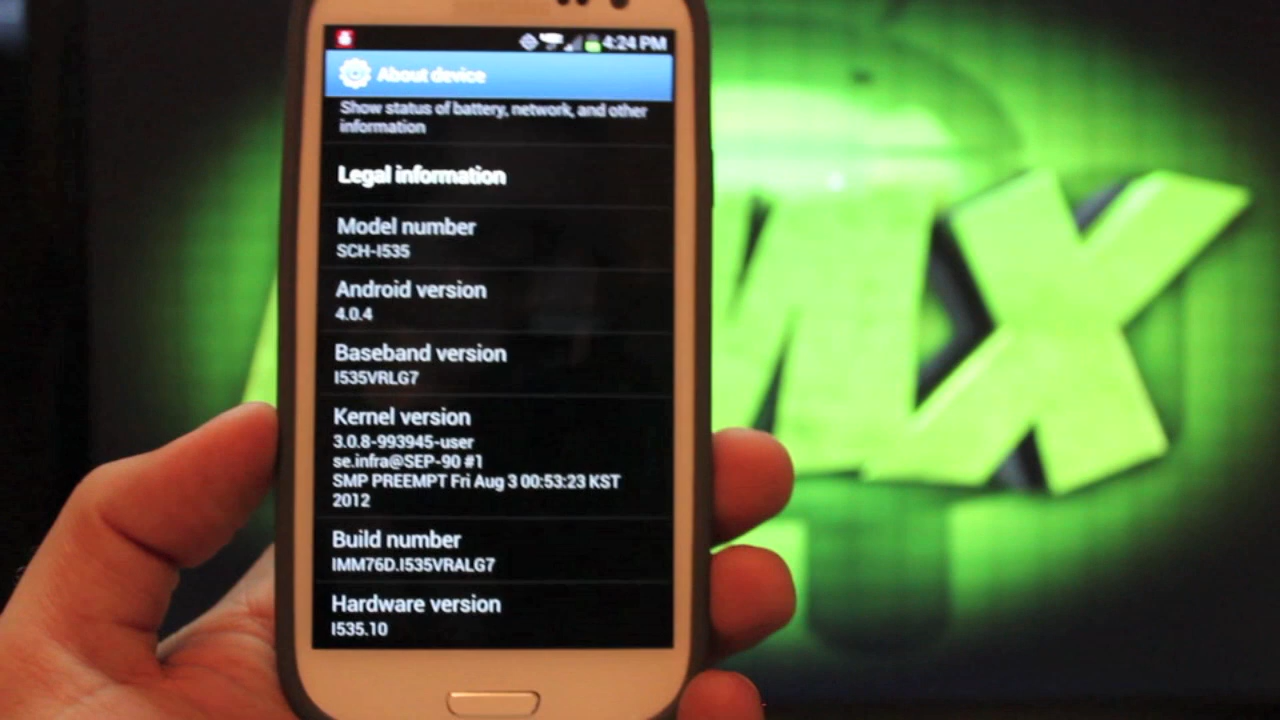 4:24 PM
About device
Show status of battery, network, and other
information
Legal information
Model number
SCH-I535
Android version
4.0.4
Baseband version
I535VRLG7
Kernel version
3.0.8-993945-user
se.infra@SEP-90 #1
SMP PREEMPT Fri Aug 3 00:53:23 KST
2012
Build number
IMM76D.I535VRALG7
Hardware version
I535.10